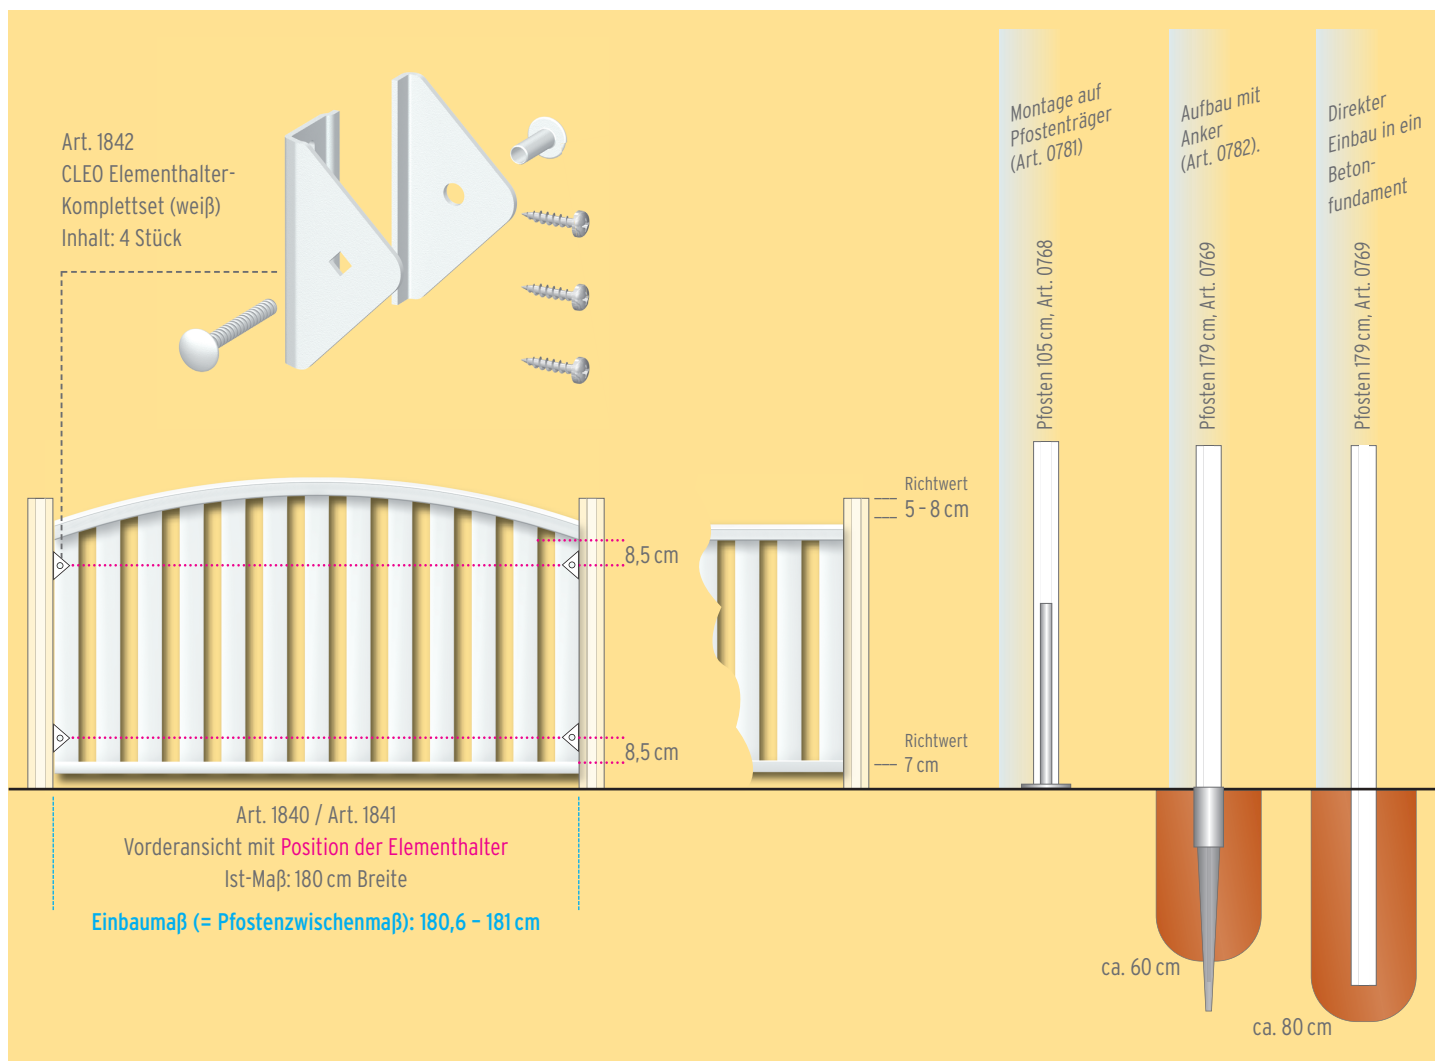 Art. 1842
CLEO Elementhalter-
Komplettset (weiß)
Inhalt: 4 Stück
8,5 cm
8,5 cm
Art. 1840 / Art. 1841
Vorderansicht mit Position der Elementhalter
Ist-Maß: 180 cm Breite
Einbaumaß (= Pfostenzwischenmaß): 180,6 – 181 cm
Richtwert
5 – 8 cm
Richtwert
7 cm
Montage auf
Pfostenträger
(Art. 0781)
Pfosten 105 cm, Art. 0768
Aufbau mit
Anker
(Art. 0782).
Pfosten 179 cm, Art. 0769
ca. 60 cm
Direkter
Einbau in ein
Beton-
fundament
Pfosten 179 cm, Art. 0769
ca. 80 cm